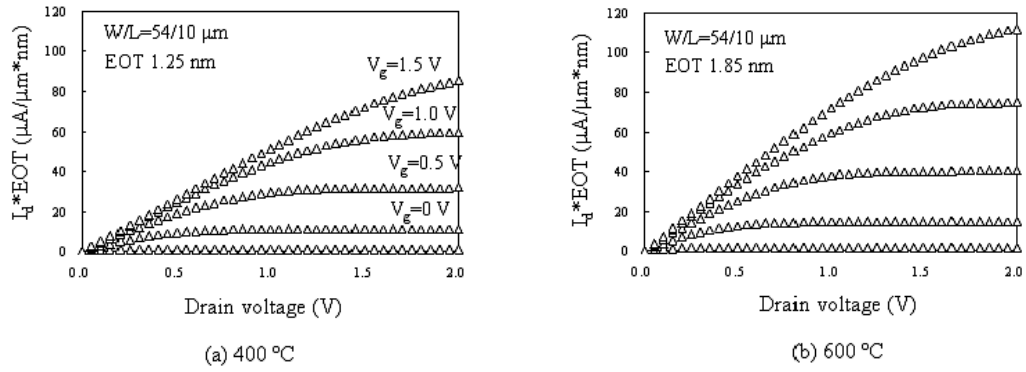 120
100
80
60
40
20
0
I_d*EOT (μA/μm*nm)
W/L=54/10 μm
EOT 1.25 nm
V_g=1.5 V
V_g=1.0 V
V_g=0.5 V
V_g=0 V
0.0 0.5 1.0 1.5 2.0
Drain voltage (V)
(a) 400 °C
120
100
80
60
40
20
0
I_d*EOT (μA/μm*nm)
W/L=54/10 μm
EOT 1.85 nm
0.0 0.5 1.0 1.5 2.0
Drain voltage (V)
(b) 600 °C